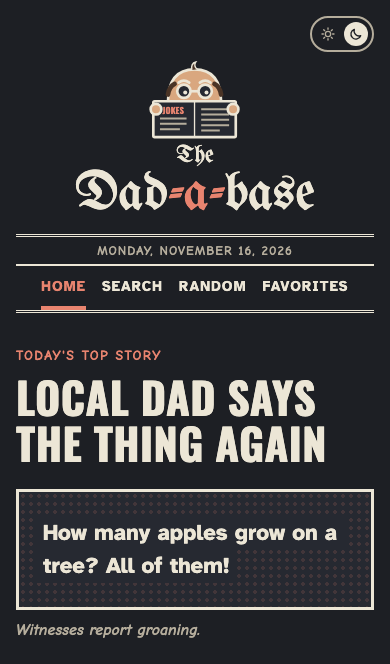 JOKES
The
Dad-a-base
MONDAY, NOVEMBER 16, 2026
HOME SEARCH RANDOM FAVORITES
TODAY'S TOP STORY
LOCAL DAD SAYS
THE THING AGAIN
How many apples grow on a
tree? All of them!
Witnesses report groaning.